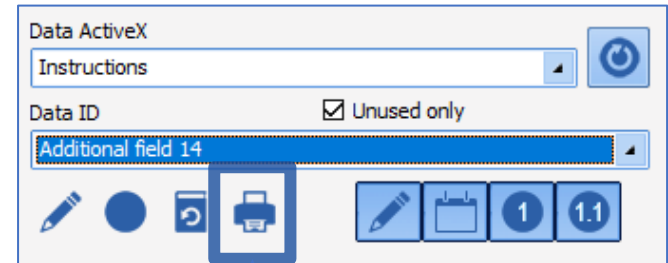 Data ActiveX
Instructions
Data ID
Unused only
Additional field 14
1
1.1